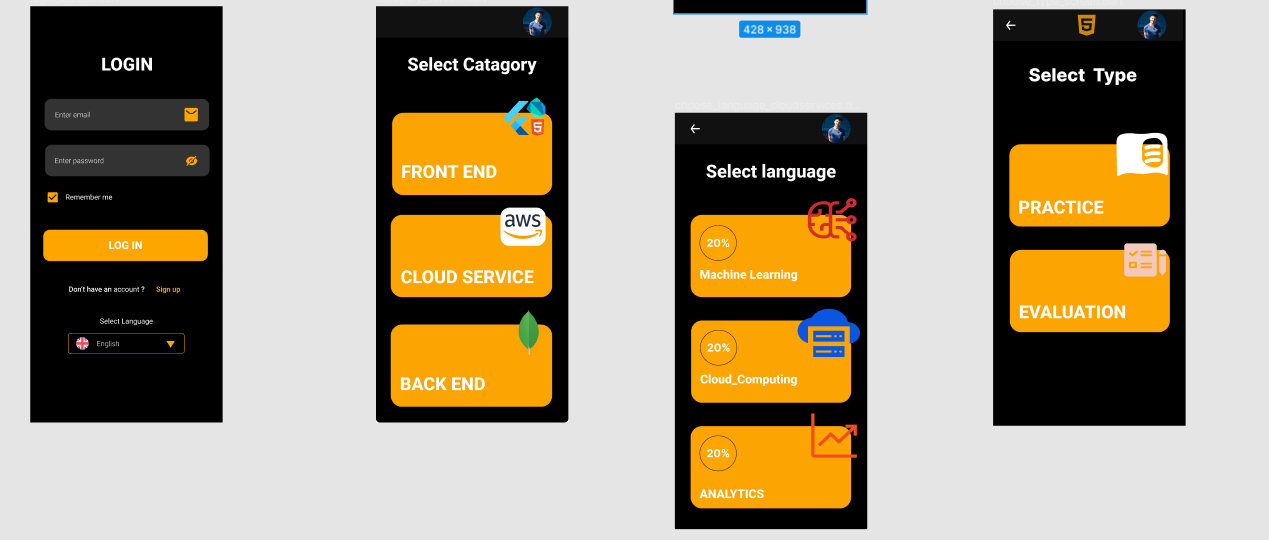 LOGIN
Enter email
Enter password
Remember me
LOG IN
Don't have an account ? Sign up
Select Language
English
Select Catagory
5
FRONT END
aws
CLOUD SERVICE
BACK END
428 × 938
Select language
20%
Machine Learning
20%
Cloud_Computing
20%
ANALYTICS
5
Select Type
PRACTICE
EVALUATION